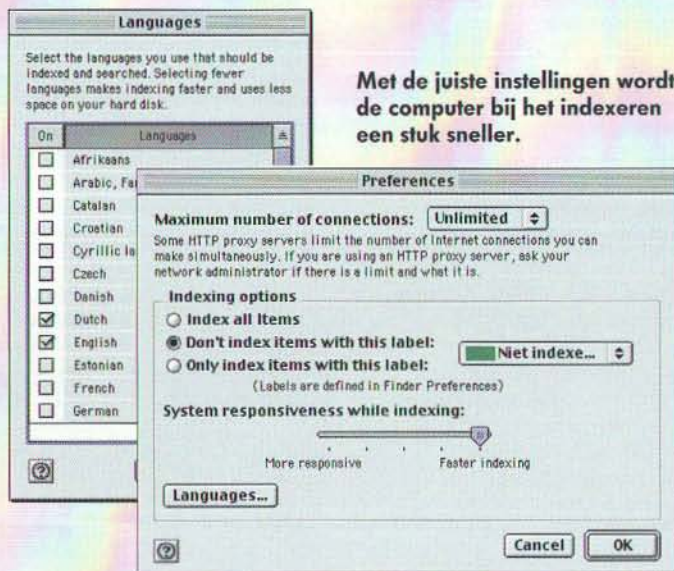 Languages
Select the languages you use that should be
indexed and searched. Selecting fewer
languages makes indexing faster and uses less
space on your hard disk.
On Languages
Afrikaans
Arabic,
Catalan
Croatian
Cyrillic
Czech
Danish
Dutch
English
Estonian
French
German
Met de juiste instellingen wordt
de computer bij het indexeren
een stuk sneller.
Preferences
Maximum number of connections: Unlimited
Some HTTP proxy servers limit the number of Internet connections you can
make simultaneously. If you are using an HTTP proxy server, ask your
network administrator if there is a limit and what it is.
Indexing options
Index all Items
Don't index items with this label: Niet indexe...
Only index items with this label:
(Labels are defined in Finder Preferences)
System responsiveness while indexing:
More responsive Faster indexing
Languages...
Cancel OK